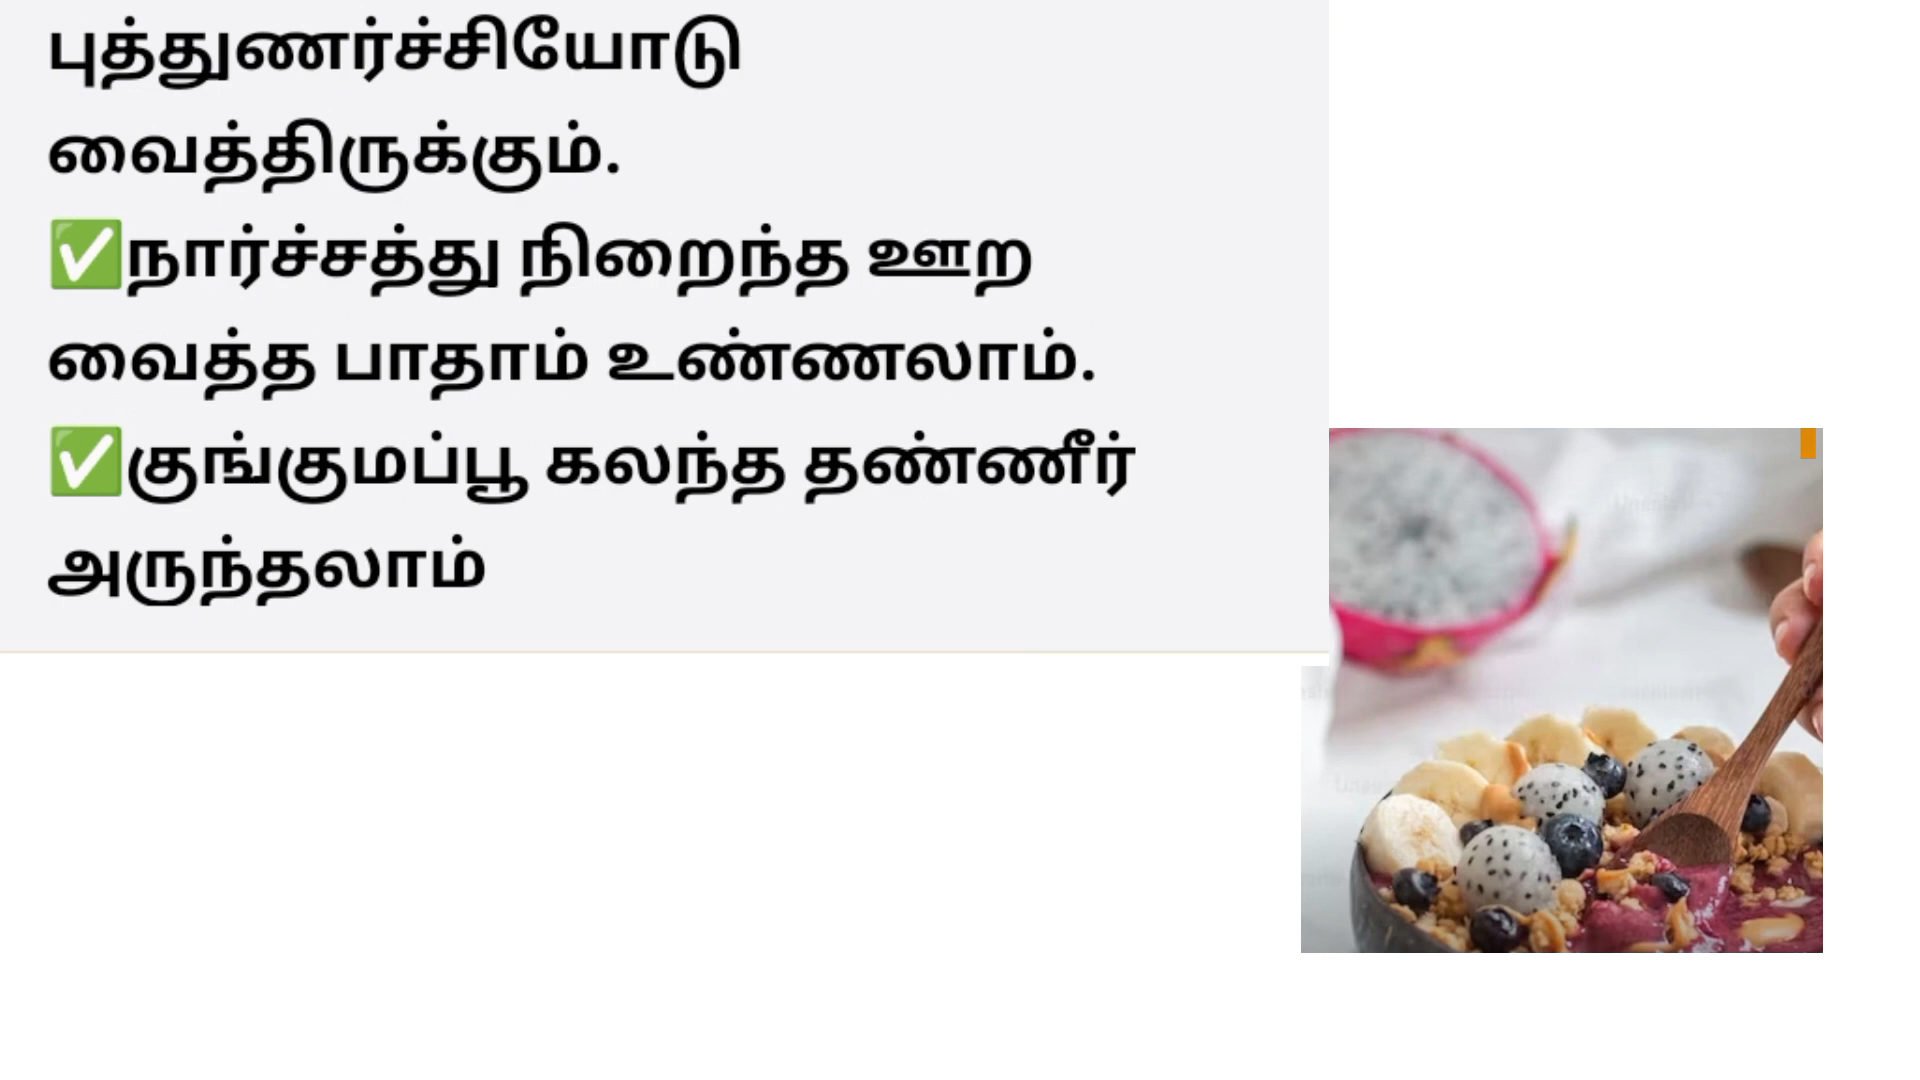 புத்துணர்ச்சியோடு
வைத்திருக்கும்.
✅நார்ச்சத்து நிறைந்த ஊற
வைத்த பாதாம் உண்ணலாம்.
✅குங்குமப்பூ கலந்த தண்ணீர்
அருந்தலாம்